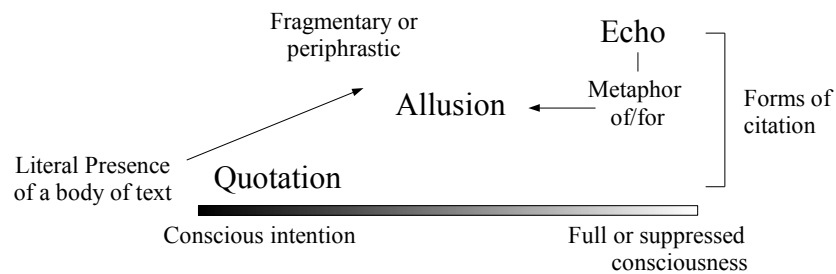 Fragmentary or
periphrastic
Echo
Metaphor
of/for
Allusion
Forms of
citation
Literal Presence
of a body of text
Quotation
Conscious intention
Full or suppressed
consciousness